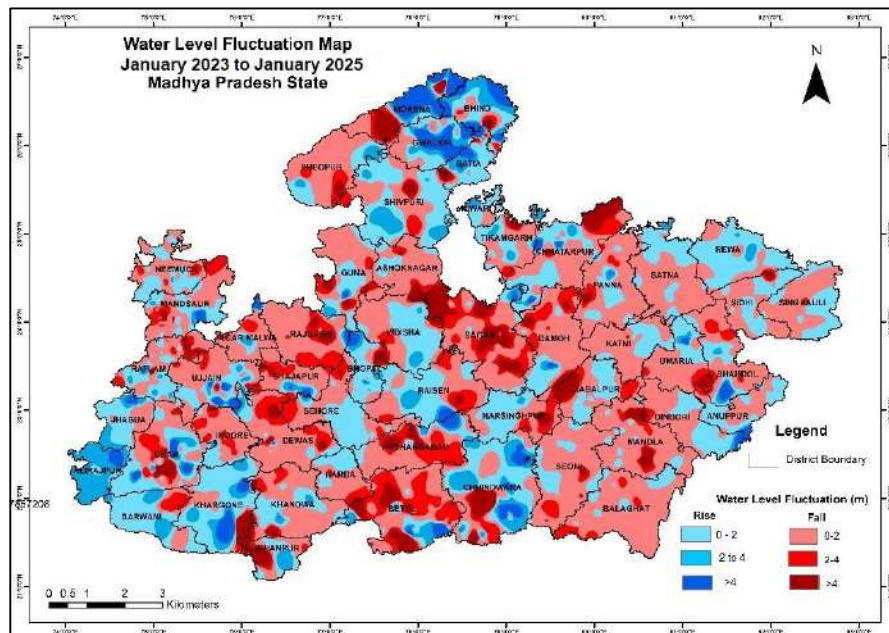 Water Level Fluctuation Map
January 2023 to January 2025
Madhya Pradesh State
N
MORENA
BHIND
GWALIOR
DATIA
SHEOPUR
SHIVPURI
NIWARI
TIKAMGARH
CHHATARPUR
REWA
NEEMUCH
GUNA
ASHOKNAGAR
PANNA
SATNA
MANDSAUR
SIDHI
SINGRAULI
AGAR MALWA
RAJGARH
VIDISHA
SAGAR
DAMOH
KATNI
UMARIA
RATLAM
UJJAIN
SHAJAPUR
BHOPAL
SHAHDOL
RAISEN
JABALPUR
JHABUA
SEHORE
NARSINGHPUR
DINDORI
ANUPPUR
INDORE
DEWAS
MANDLA
ALIRAJPUR
DHAR
HOSHANGABAD
HARDA
SEONI
CHHINDWARA
BARWANI
KHARGONE
KHANDWA
BETUL
BALAGHAT
BURHANPUR
Legend
District Boundary
Water Level Fluctuation (m)
Rise Fall
0 - 2 0-2
2 to 4 2-4
>4 >4
0 0.5 1 2 3
Kilometers